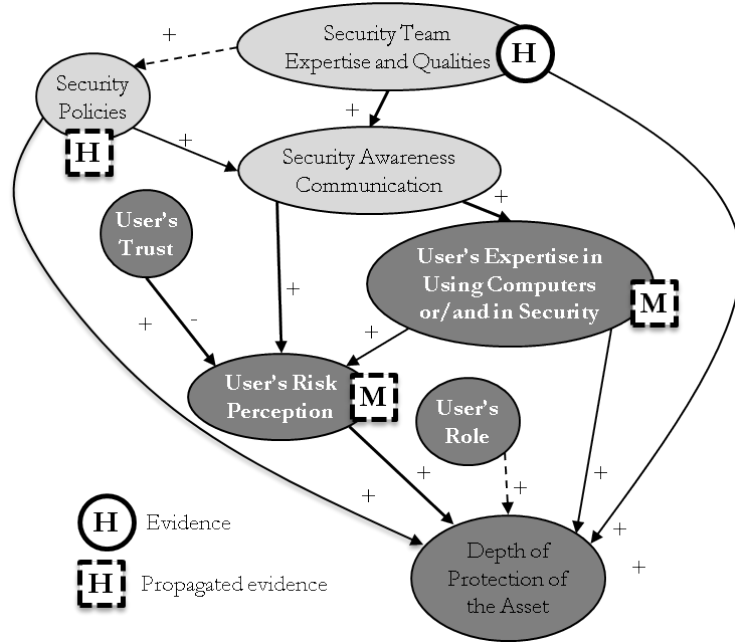 +
Security Team
Expertise and Qualities
H
Security
Policies
H
+
+
Security Awareness
Communication
+
User's
Trust
User's Expertise in
Using Computers
or/and in Security
M
+
+
-
+
User's Risk
Perception
M
User's
Role
+
+
+
+
+
+
H
Evidence
H
Propagated evidence
Depth of
Protection of
the Asset